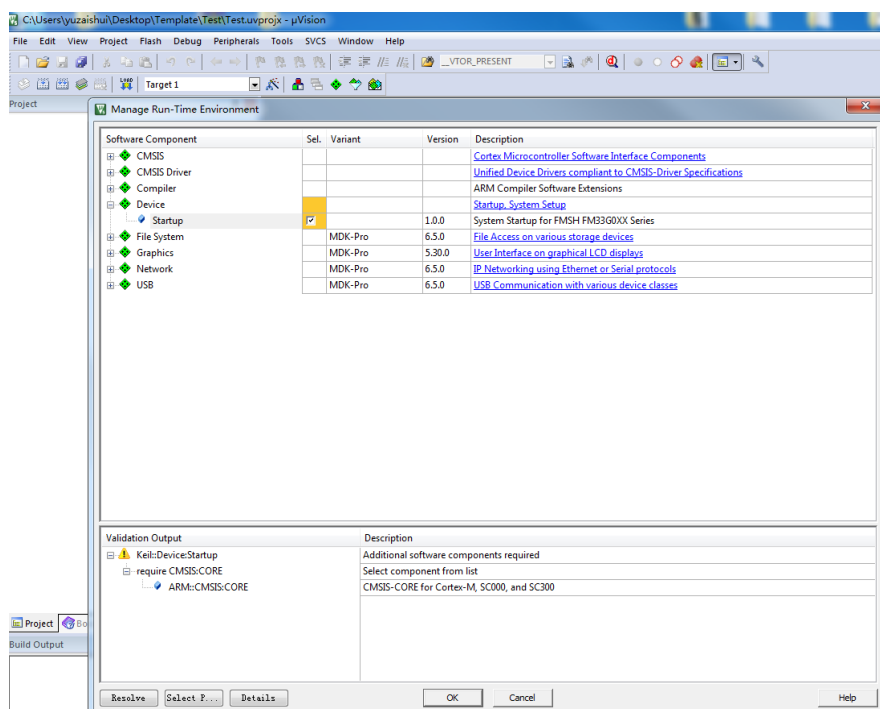 C:\Users\yuzaishui\Desktop\Template\Test\Test.uvprojx - µVision
File Edit View Project Flash Debug Peripherals Tools SVCS Window Help
__VTOR_PRESENT
LOAD Target 1
Project
Manage Run-Time Environment
Software Component Sel. Variant Version Description
CMSIS Cortex Microcontroller Software Interface Components
CMSIS Driver Unified Device Drivers compliant to CMSIS-Driver Specifications
Compiler ARM Compiler Software Extensions
Device Startup, System Setup
Startup 1.0.0 System Startup for FMSH FM33G0XX Series
File System MDK-Pro 6.5.0 File Access on various storage devices
Graphics MDK-Pro 5.30.0 User Interface on graphical LCD displays
Network MDK-Pro 6.5.0 IP Networking using Ethernet or Serial protocols
USB MDK-Pro 6.5.0 USB Communication with various device classes
Validation Output Description
Keil::Device:Startup Additional software components required
require CMSIS:CORE Select component from list
ARM::CMSIS:CORE CMSIS-CORE for Cortex-M, SC000, and SC300
Project Bo
Build Output
Resolve Select P... Details OK Cancel Help